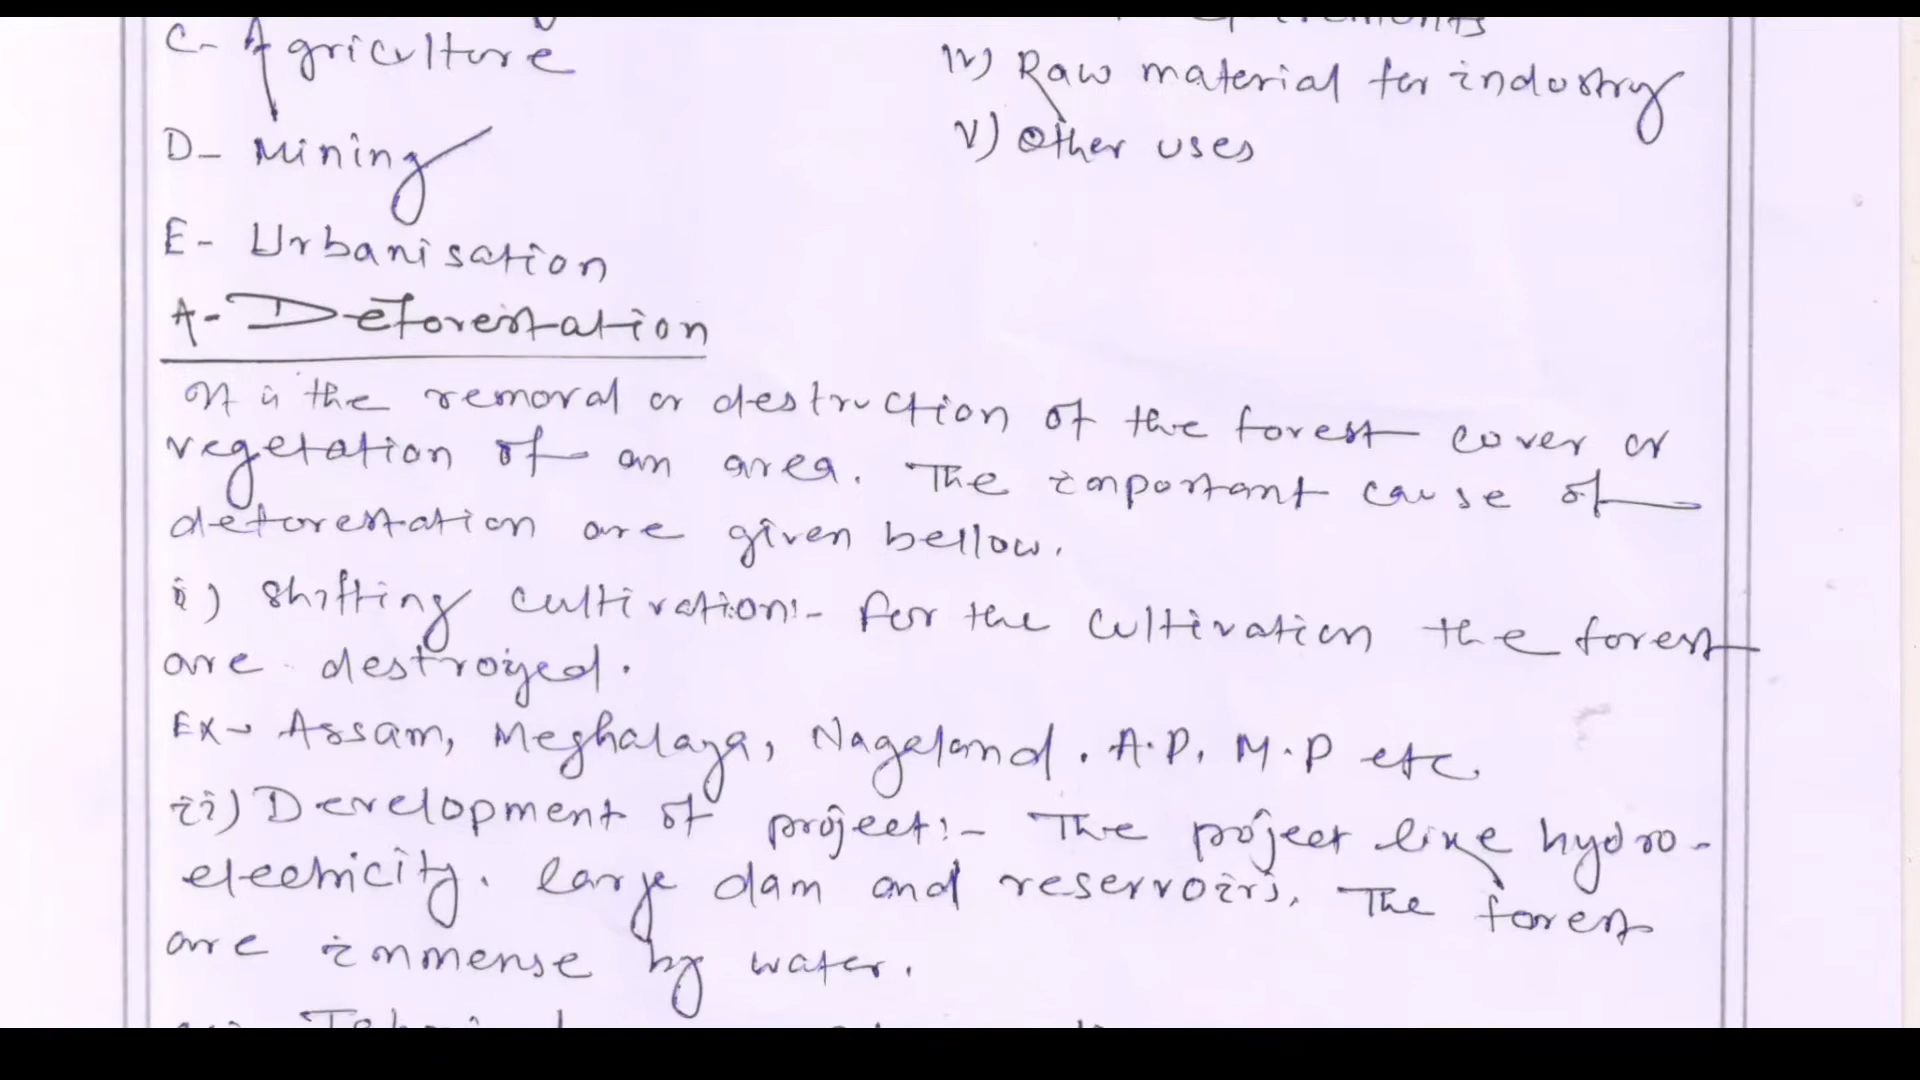 C- Agriculture
iv) Raw material for industry
D- Mining
v) Other uses
E- Urbanisation
A- Deforestation
It is the removal or destruction of the forest cover or
vegetation of an area. The important cause of
deforestation are given bellow.
i) Shifting cultivation:- For the cultivation the forest
are destroiyed.
Ex- Assam, Meghalaya, Nageland. A.P. M.P etc.
ii) Development of project:- The project like hydro-
electricity. large dam and reservoirs. The forest
are immense by water.